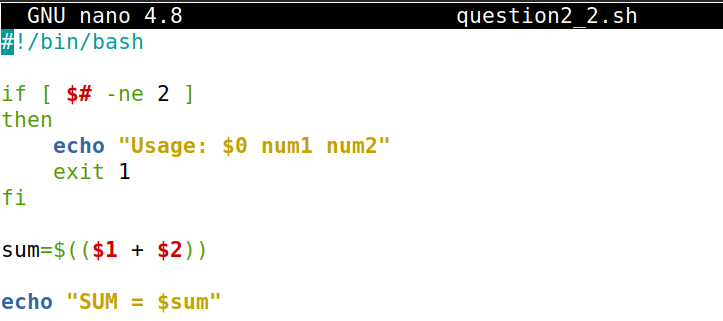 GNU nano 4.8 question2_2.sh
#!/bin/bash
if [ $# -ne 2 ]
then
echo "Usage: $0 num1 num2"
exit 1
fi
sum=$(($1 + $2))
echo "SUM = $sum"